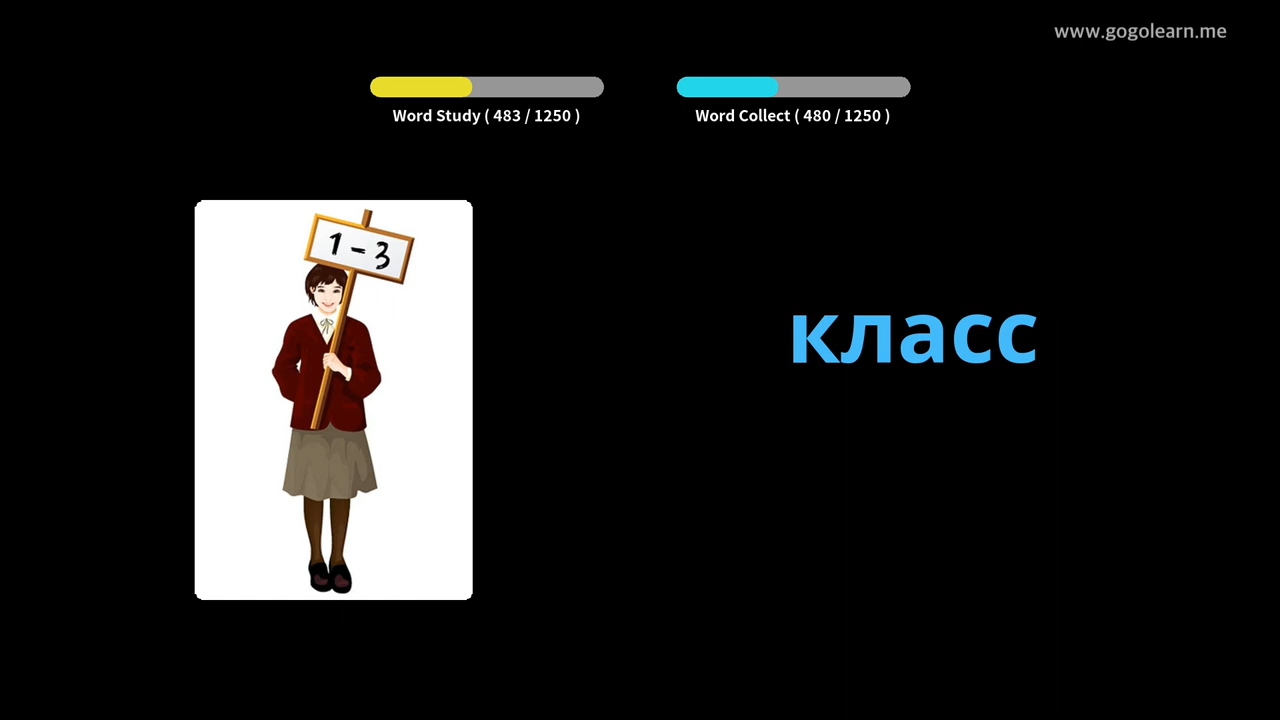 www.gogolearn.me
Word Study ( 483 / 1250 )
Word Collect ( 480 / 1250 )
1 - 3
класс